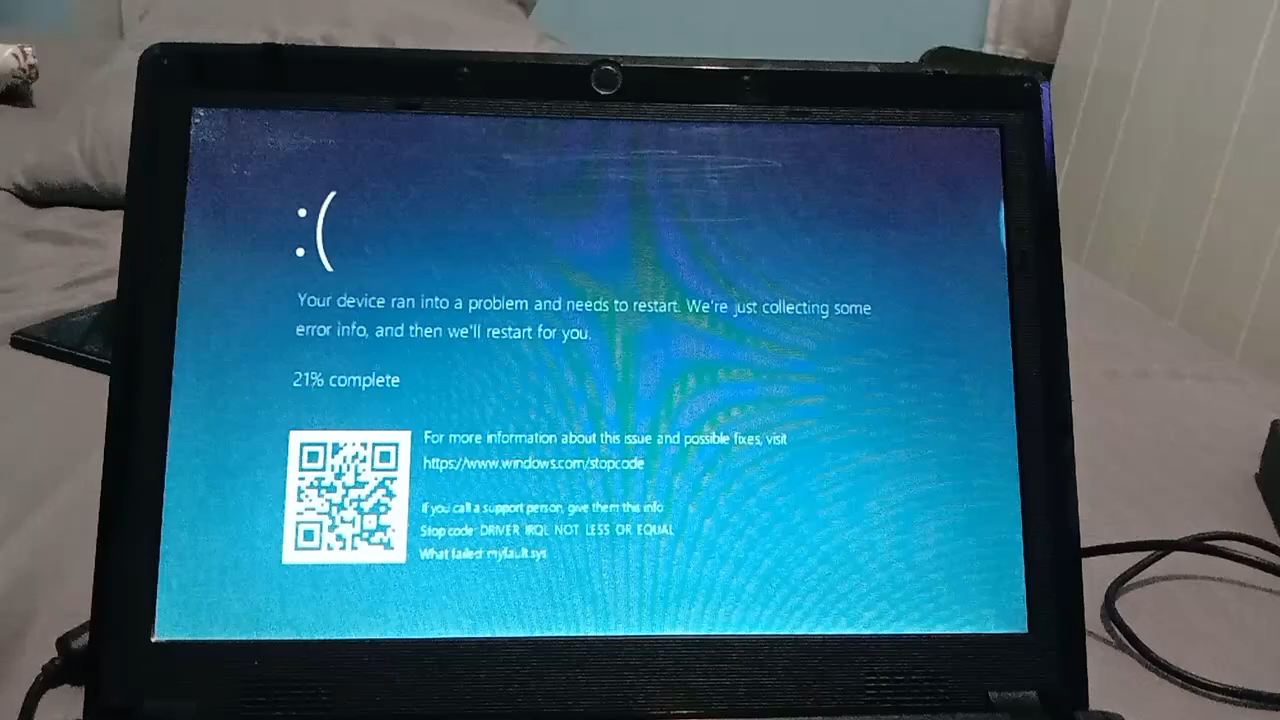 :(
Your device ran into a problem and needs to restart. We're just collecting some
error info, and then we'll restart for you.
21% complete
For more information about this issue and possible fixes, visit
https://www.windows.com/stopcode
If you call a support person, give them this info
Stop code: DRIVER IRQL NOT LESS OR EQUAL
What failed: myfault.sys